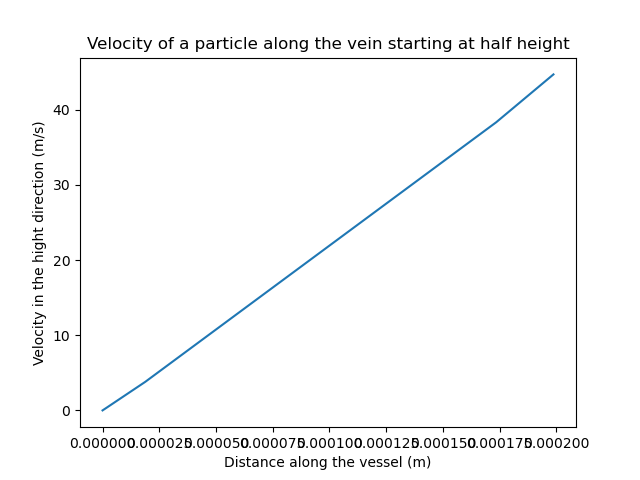 Velocity of a particle along the vein starting at half height
Velocity in the hight direction (m/s)
40
30
20
10
0
0.000000 0.000025 0.000050 0.000075 0.000100 0.000125 0.000150 0.000175 0.000200
Distance along the vessel (m)